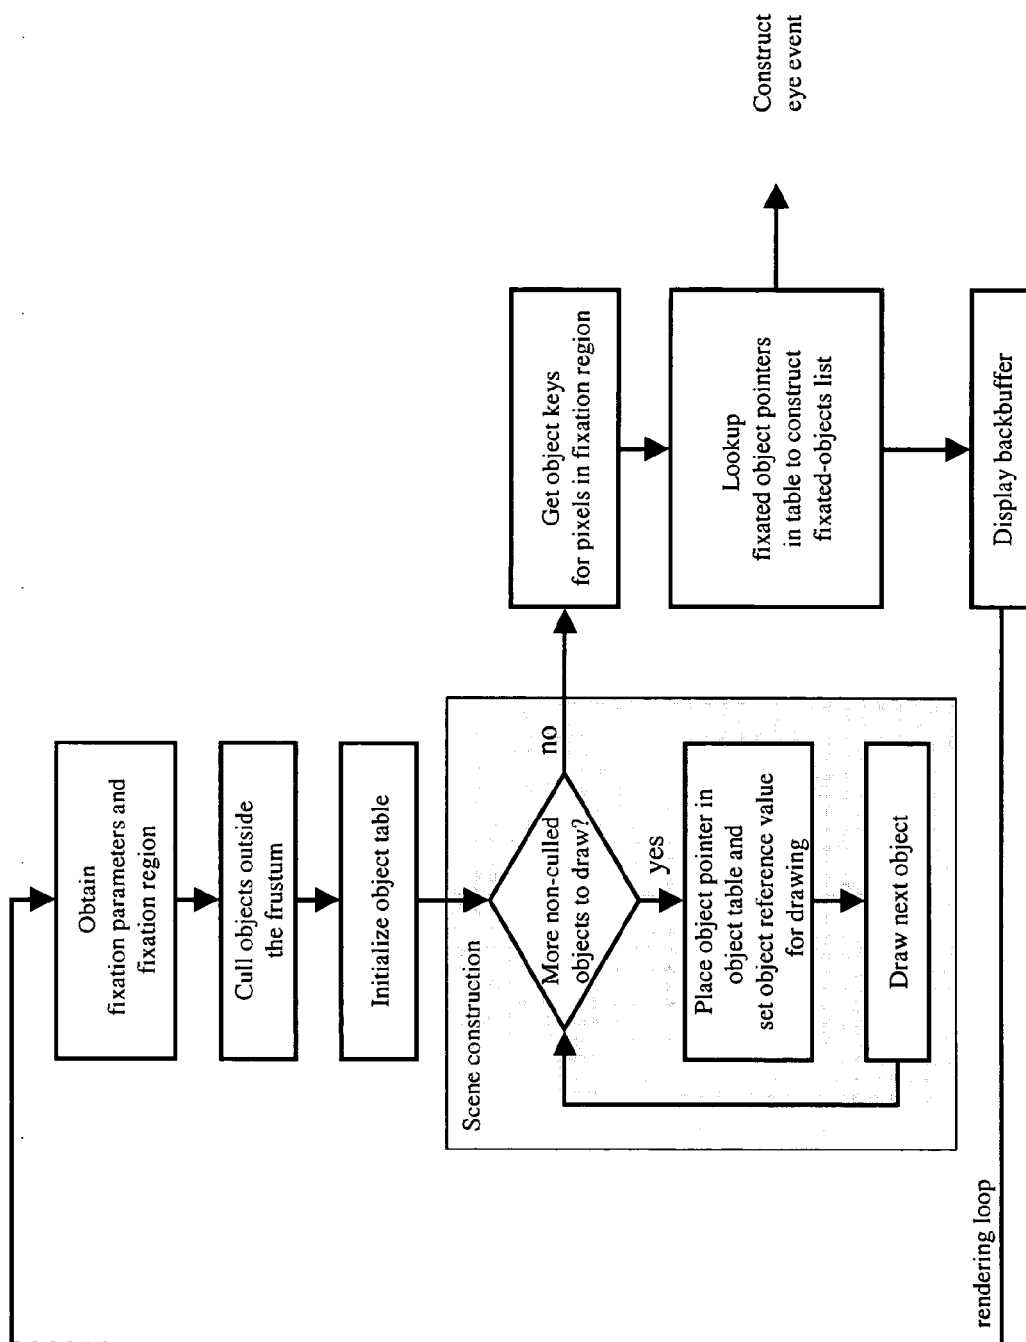 Obtain
fixation parameters and
fixation region
Cull objects outside
the frustum
Initialize object table
Scene construction
More non-culled
objects to draw?
no
yes
Place object pointer in
object table and
set object reference value
for drawing
Draw next object
Get object keys
for pixels in fixation region
Lookup
fixated object pointers
in table to construct
fixated-objects list
Construct
eye event
Display backbuffer
rendering loop